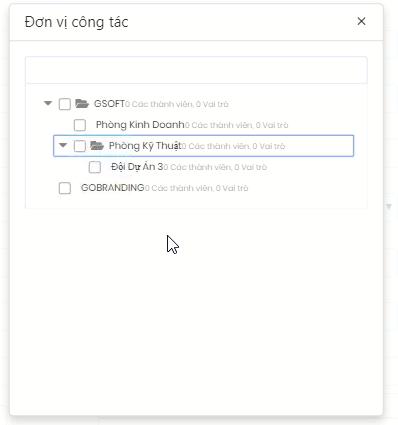 Đơn vị công tác
GSOFT0 Các thành viên, 0 Vai trò
Phòng Kinh Doanh0 Các thành viên, 0 Vai trò
Phòng Kỹ Thuật0 Các thành viên, 0 Vai trò
Đội Dự Án 30 Các thành viên, 0 Vai trò
GOBRANDING0 Các thành viên, 0 Vai trò